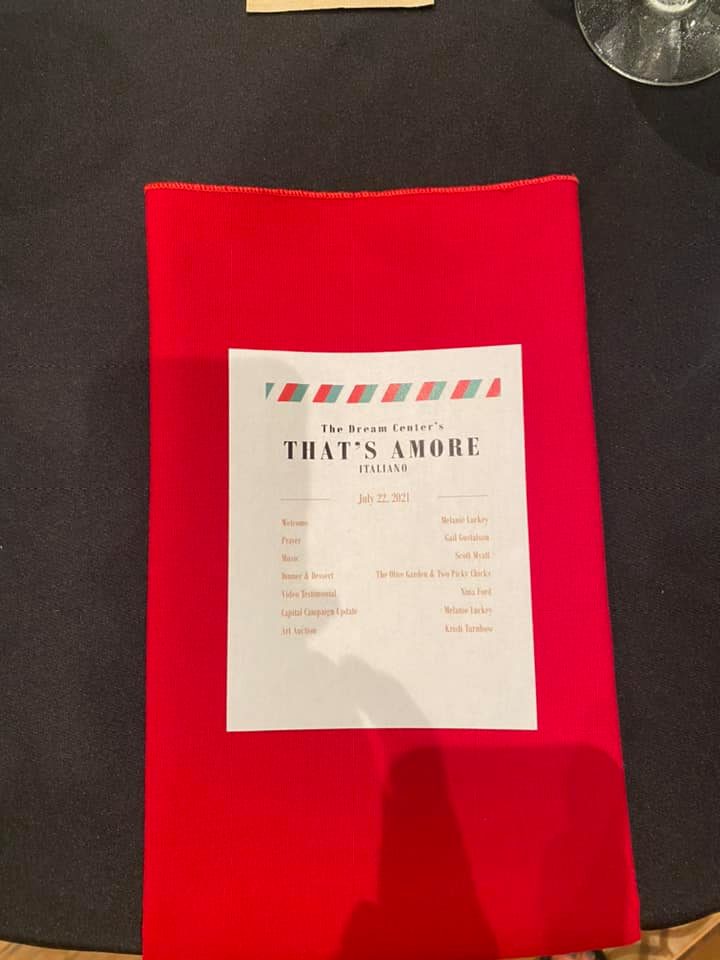 The Dream Center's
THAT'S AMORE
ITALIANO
July 22, 2021
Welcome Melanie Luckey
Prayer Gail Gustafson
Music Scott Myatt
Dinner & Dessert The Olive Garden & Two Picky Chicks
Video Testimonial Nina Ford
Capital Campaign Update Melanie Luckey
Art Auction Kristi Turnbow